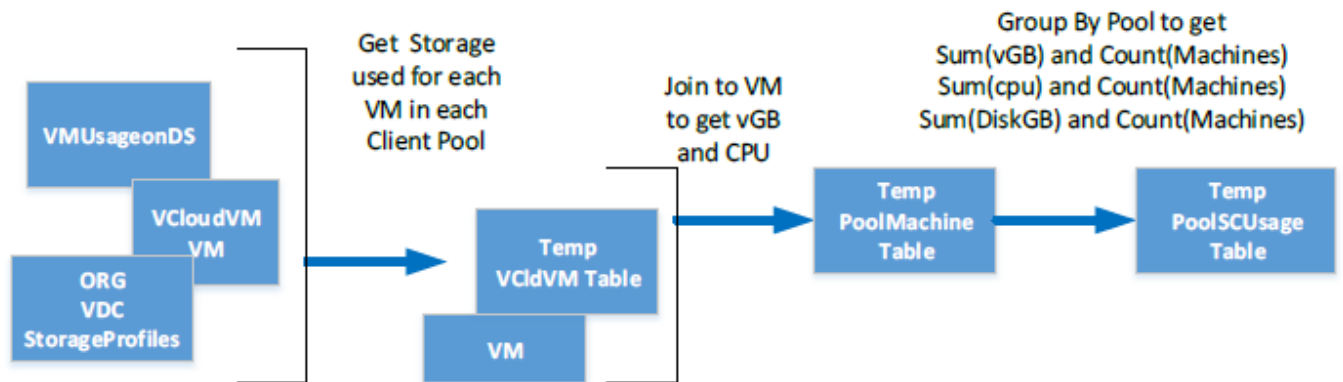 VMUsageonDS
VCloudVM
VM
ORG
VDC
StorageProfiles
Get Storage
used for each
VM in each
Client Pool
Temp
VCldVM Table
VM
Join to VM
to get vGB
and CPU
Temp
PoolMachine
Table
Group By Pool to get
Sum(vGB) and Count(Machines)
Sum(cpu) and Count(Machines)
Sum(DiskGB) and Count(Machines)
Temp
PoolSCUsage
Table